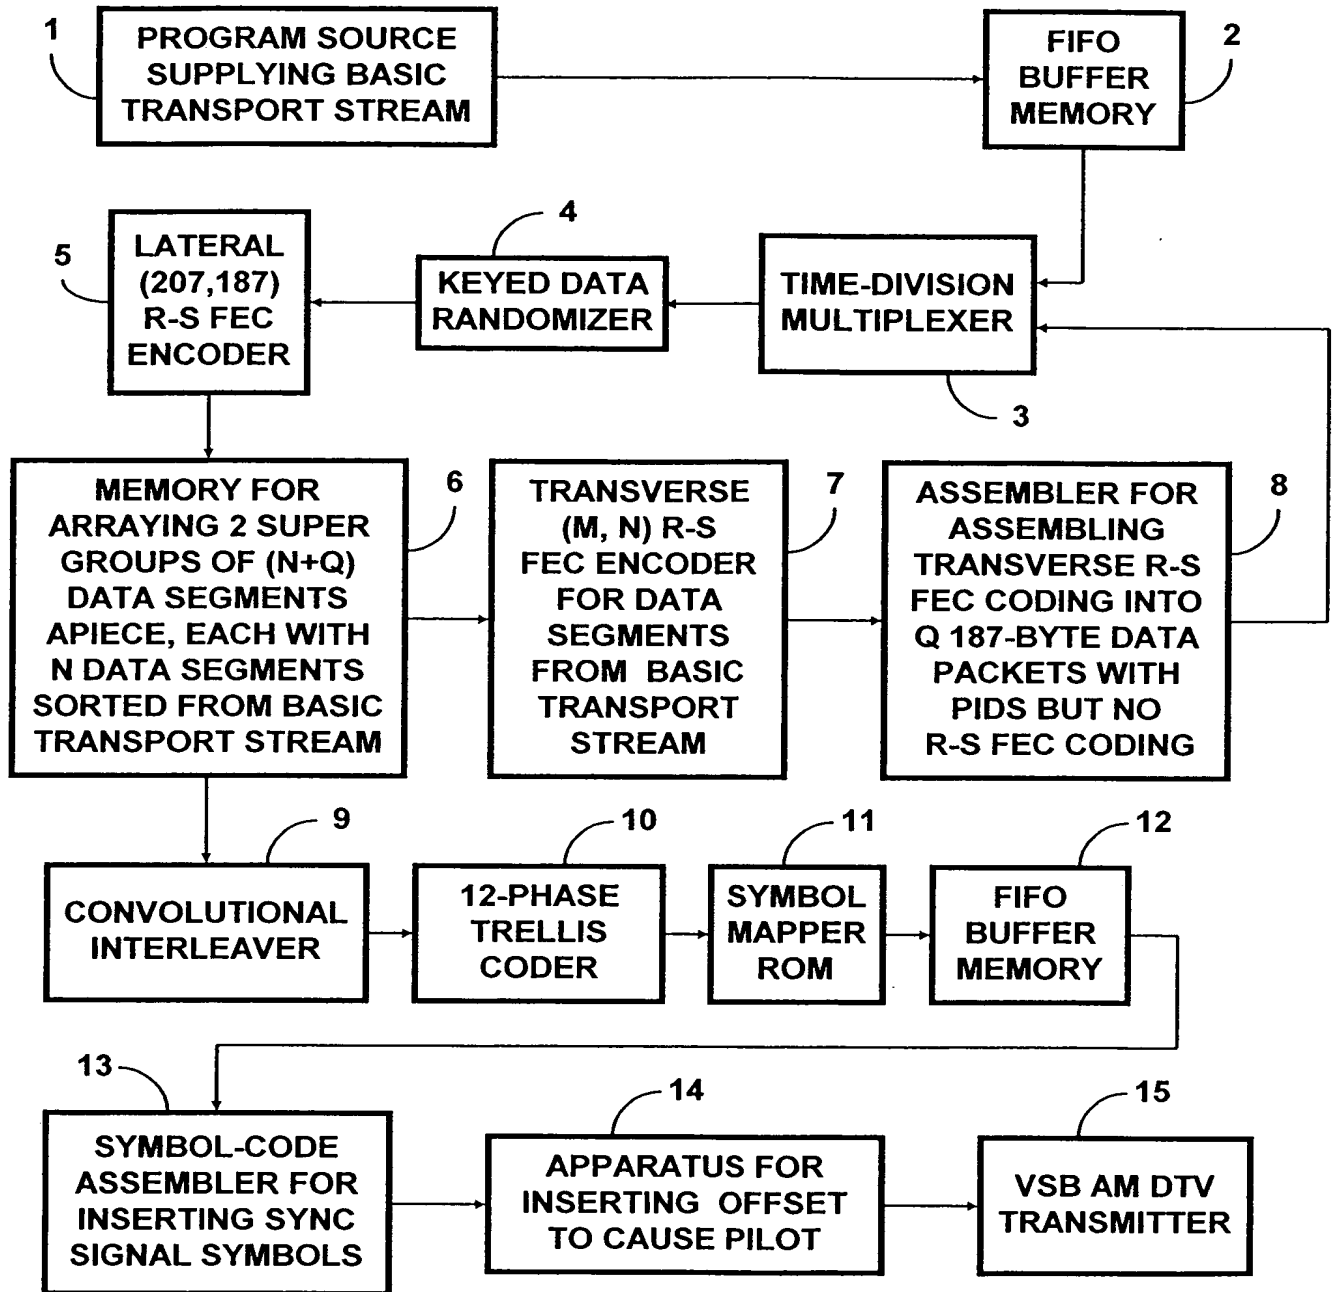 1
PROGRAM SOURCE
SUPPLYING BASIC
TRANSPORT STREAM
FIFO
BUFFER
MEMORY
2
5
LATERAL
(207,187)
R-S FEC
ENCODER
4
KEYED DATA
RANDOMIZER
TIME-DIVISION
MULTIPLEXER
3
MEMORY FOR
ARRAYING 2 SUPER
GROUPS OF (N+Q)
DATA SEGMENTS
APIECE, EACH WITH
N DATA SEGMENTS
SORTED FROM BASIC
TRANSPORT STREAM
6
TRANSVERSE
(M, N) R-S
FEC ENCODER
FOR DATA
SEGMENTS
FROM BASIC
TRANSPORT
STREAM
7
ASSEMBLER FOR
ASSEMBLING
TRANSVERSE R-S
FEC CODING INTO
Q 187-BYTE DATA
PACKETS WITH
PIDS BUT NO
R-S FEC CODING
8
9
CONVOLUTIONAL
INTERLEAVER
10
12-PHASE
TRELLIS
CODER
11
SYMBOL
MAPPER
ROM
12
FIFO
BUFFER
MEMORY
13
SYMBOL-CODE
ASSEMBLER FOR
INSERTING SYNC
SIGNAL SYMBOLS
14
APPARATUS FOR
INSERTING OFFSET
TO CAUSE PILOT
15
VSB AM DTV
TRANSMITTER